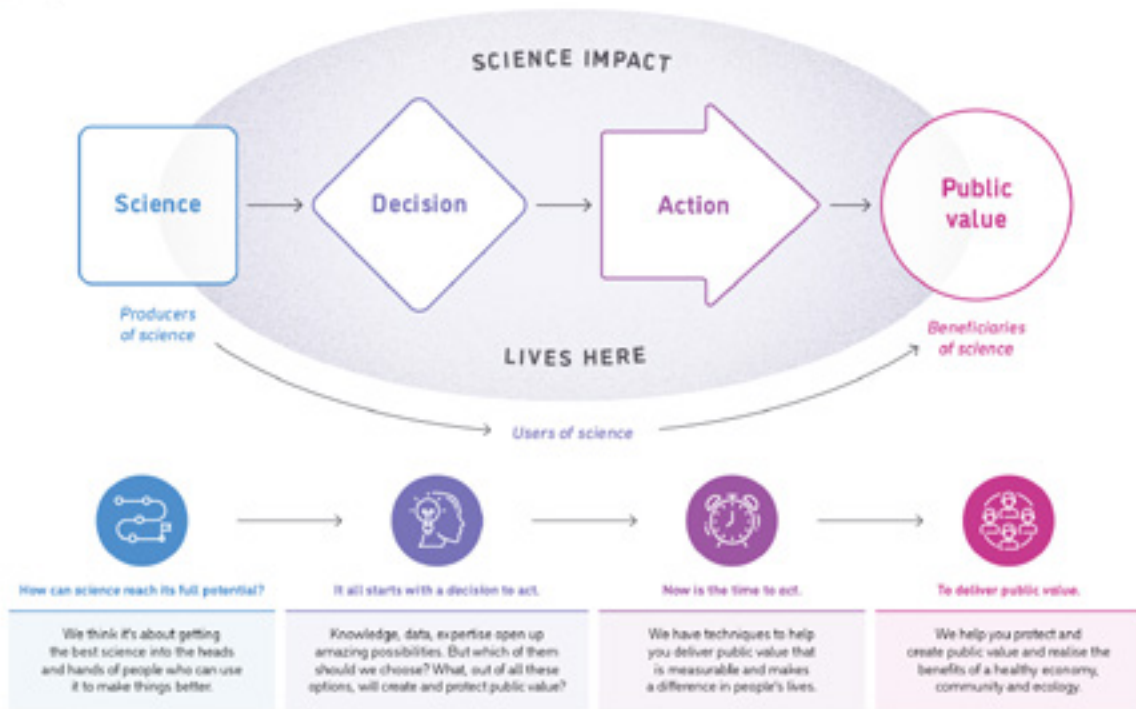 SCIENCE IMPACT
Science
Decision
Action
Public
value
Producers
of science
LIVES HERE
Beneficiaries
of science
Users of science
How can science reach its full potential?
It all starts with a decision to act.
Now is the time to act.
To deliver public value.
We think it's about getting
the best science into the heads
and hands of people who can use
it to make things better.
Knowledge, data, expertise open up
amazing possibilities. But which of them
should we choose? What, out of all these
options, will create and protect public value?
We have techniques to help
you deliver public value that
is measurable and makes
a difference in people's lives.
We help you protect and
create public value and realise the
benefits of a healthy economy,
community and ecology.